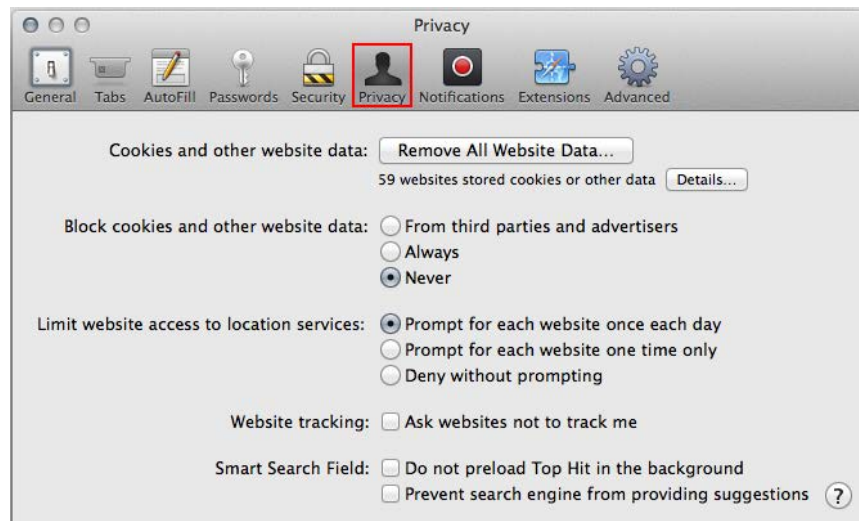 Privacy
General Tabs AutoFill Passwords Security Privacy Notifications Extensions Advanced
Cookies and other website data: Remove All Website Data...
59 websites stored cookies or other data Details...
Block cookies and other website data: From third parties and advertisers
Always
Never
Limit website access to location services: Prompt for each website once each day
Prompt for each website one time only
Deny without prompting
Website tracking: Ask websites not to track me
Smart Search Field: Do not preload Top Hit in the background
Prevent search engine from providing suggestions ?